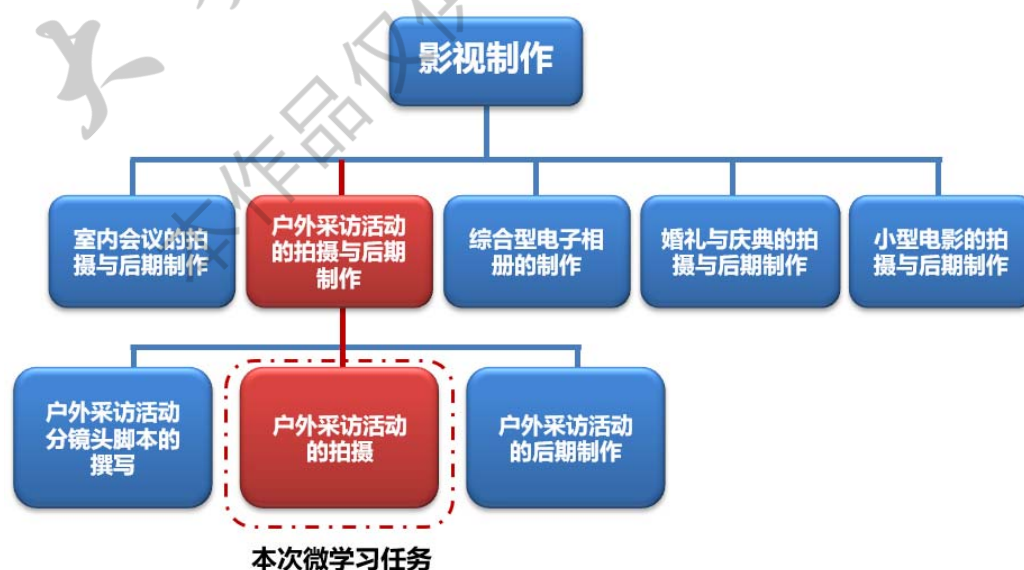 影视制作
室内会议的拍
摄与后期制作
户外采访活动
的拍摄与后期
制作
综合型电子相
册的制作
婚礼与庆典的拍
摄与后期制作
小型电影的拍
摄与后期制作
户外采访活动
分镜头脚本的
撰写
户外采访活动
的拍摄
户外采访活动
的后期制作
本次微学习任务
本作品仅供